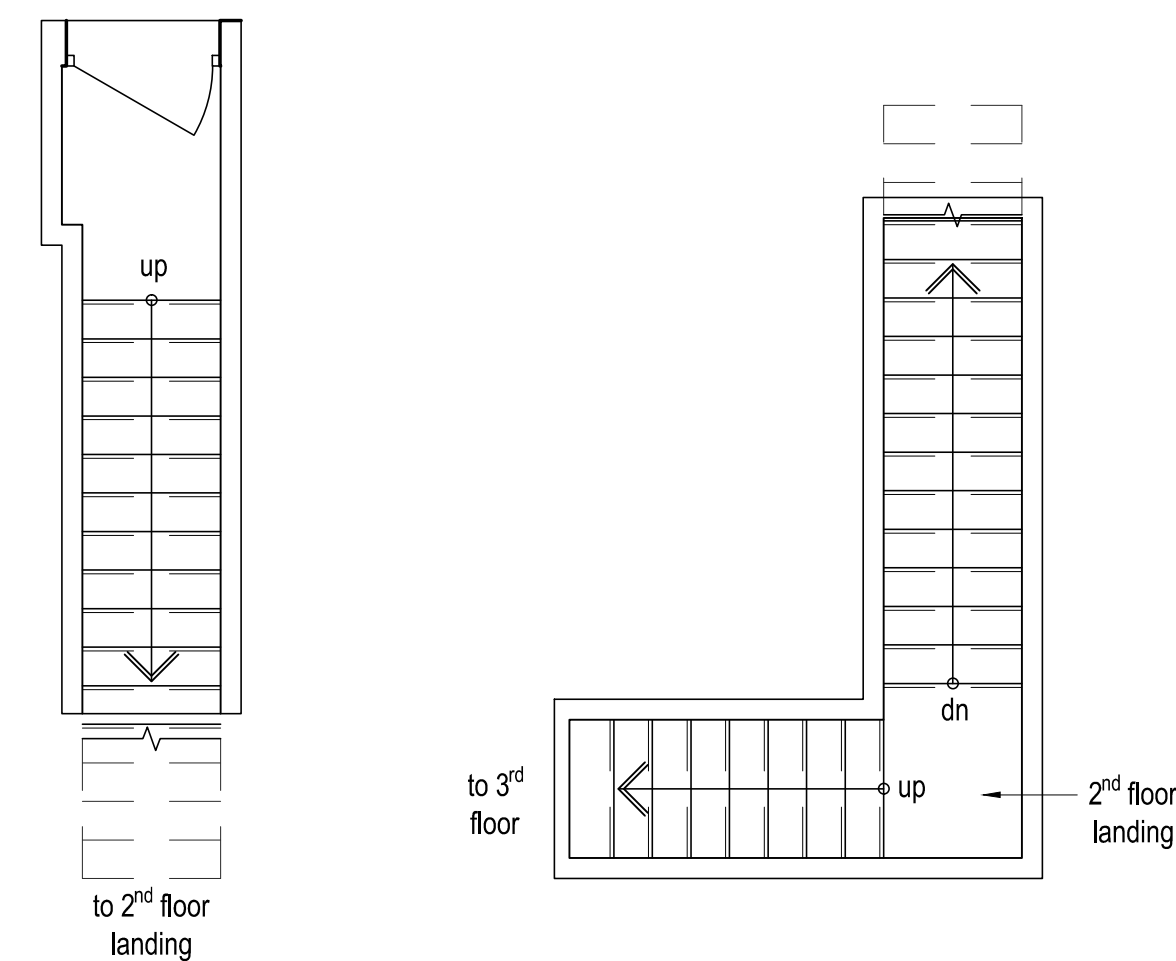 up
to 2nd floor
landing
dn
up
to 3rd
floor
2nd floor
landing